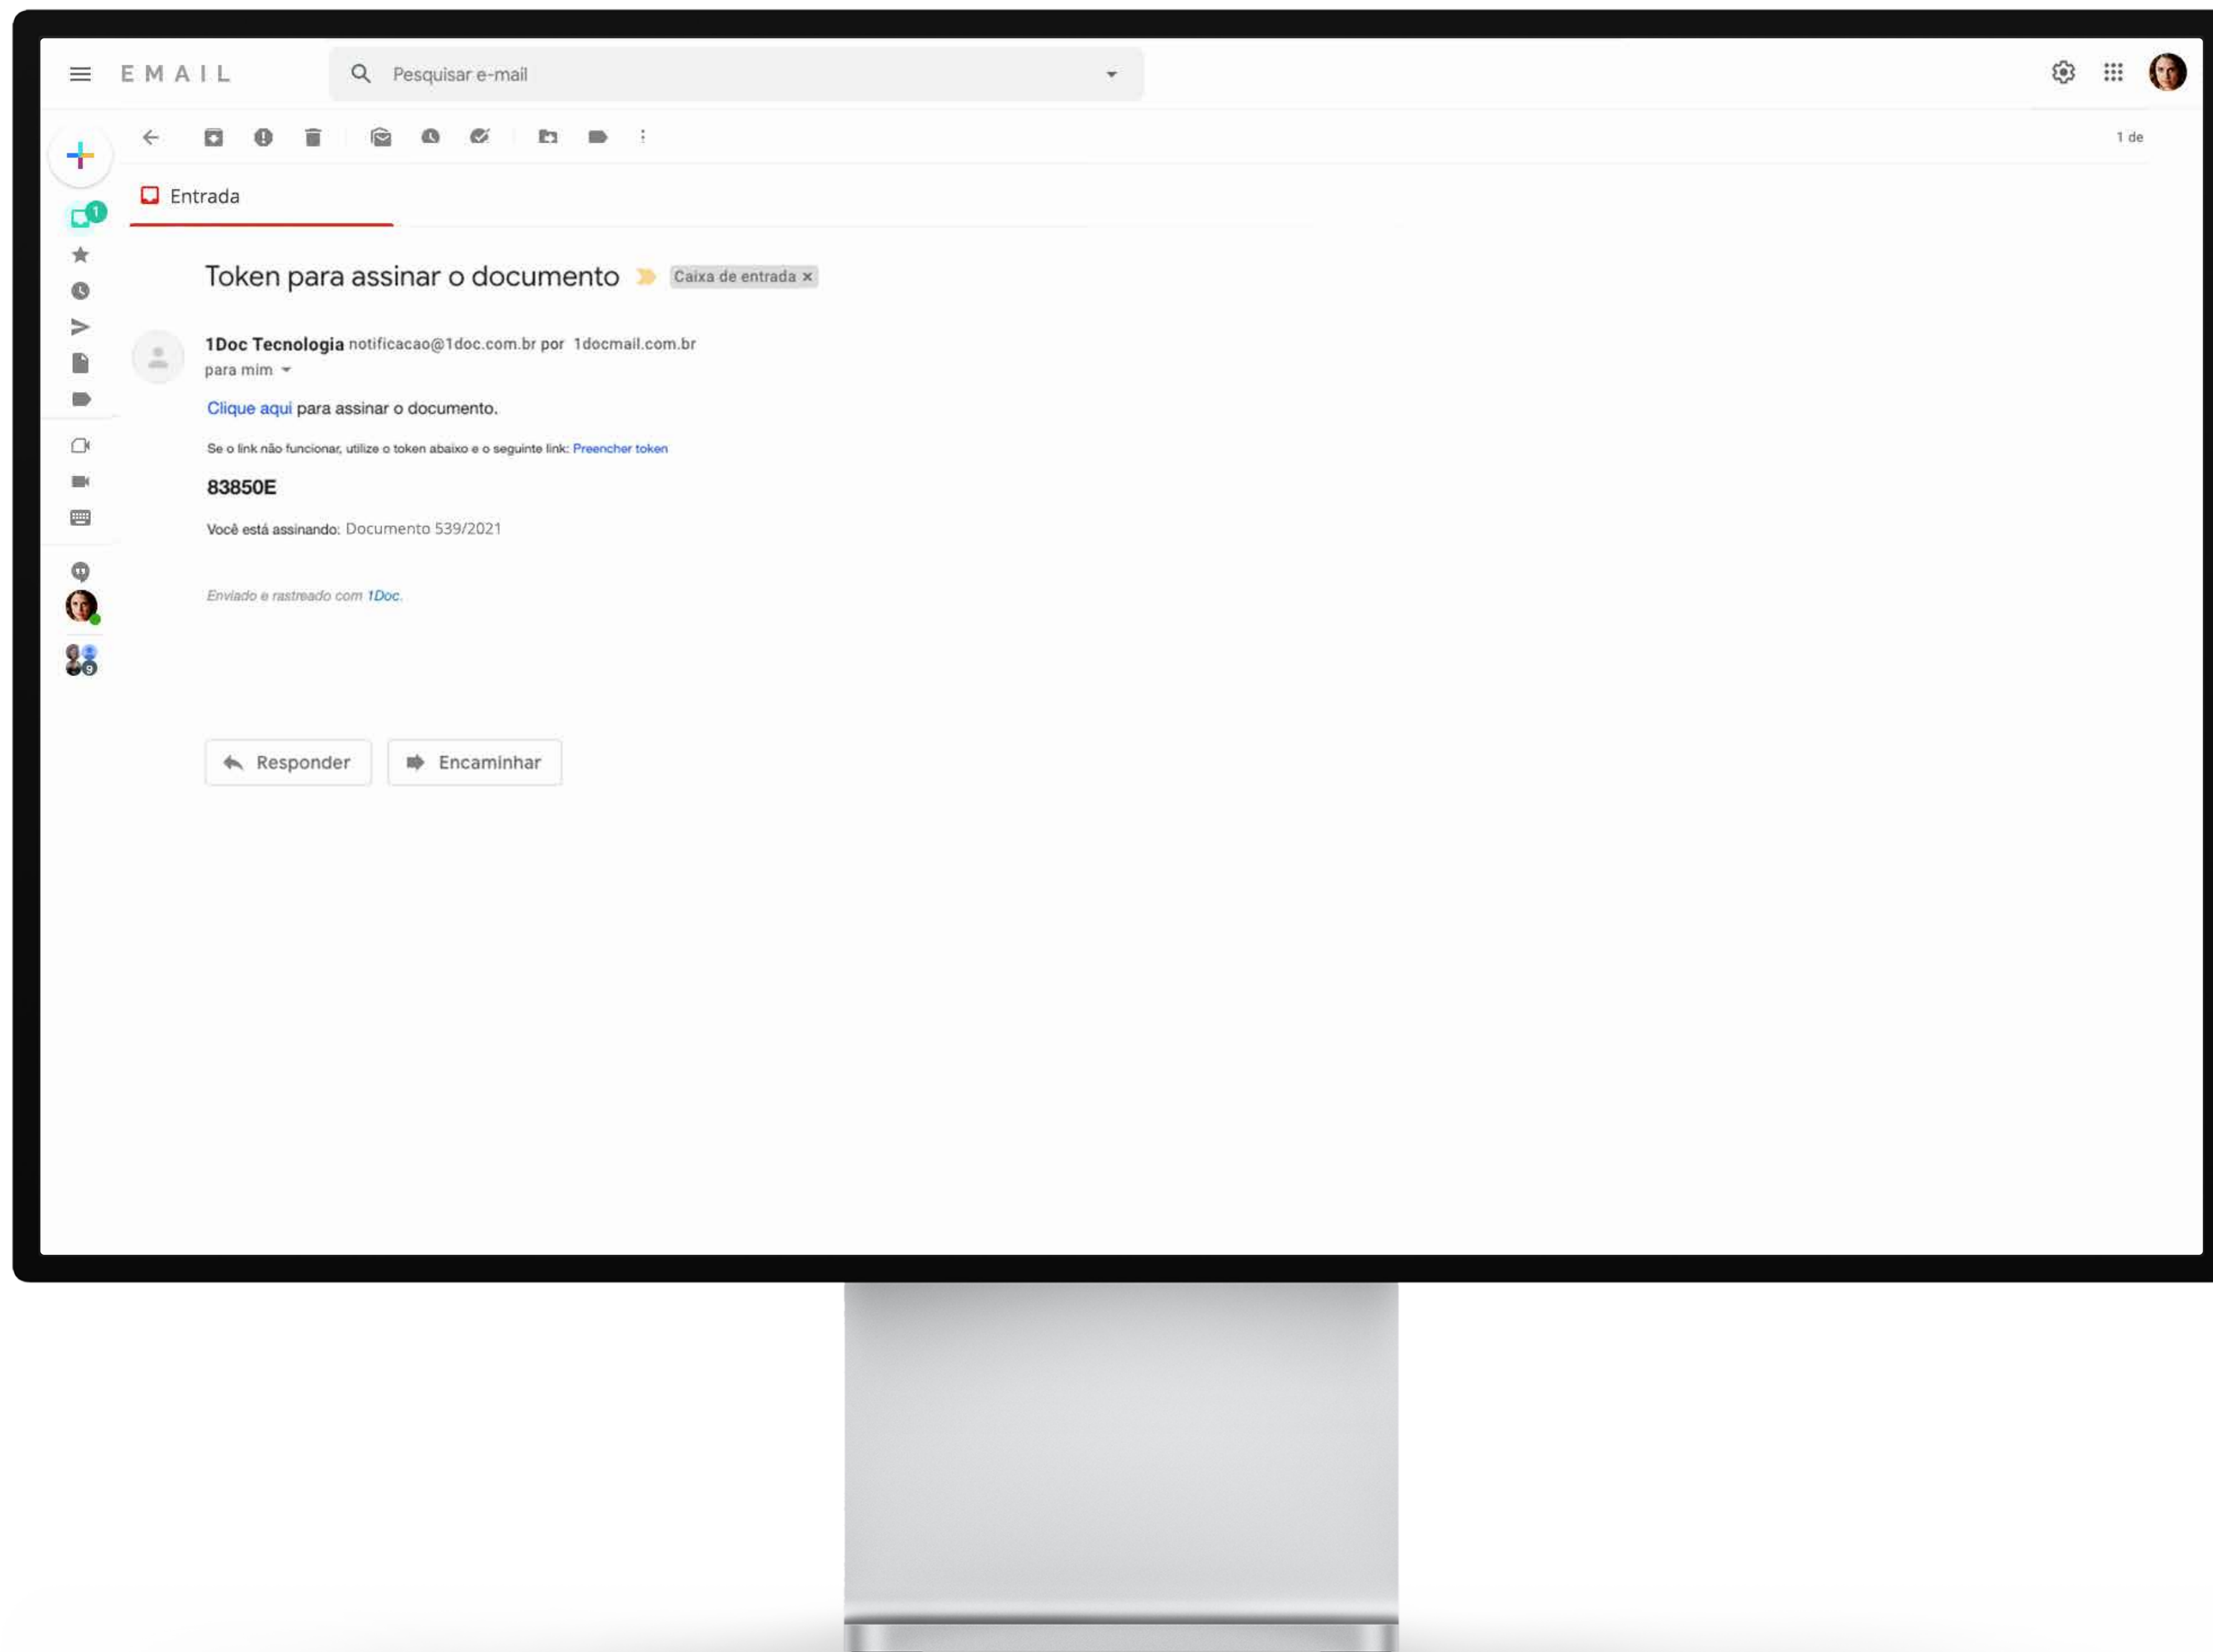 EMAIL
Pesquisar e-mail
1 de
1
Entrada
Token para assinar o documento Caixa de entrada ×
1Doc Tecnologia notificacao@1doc.com.br por 1docmail.com.br
para mim
Clique aqui para assinar o documento.
Se o link não funcionar, utilize o token abaixo e o seguinte link: Preencher token
83850E
Você está assinando: Documento 539/2021
Enviado e rastreado com 1Doc.
9
Responder Encaminhar